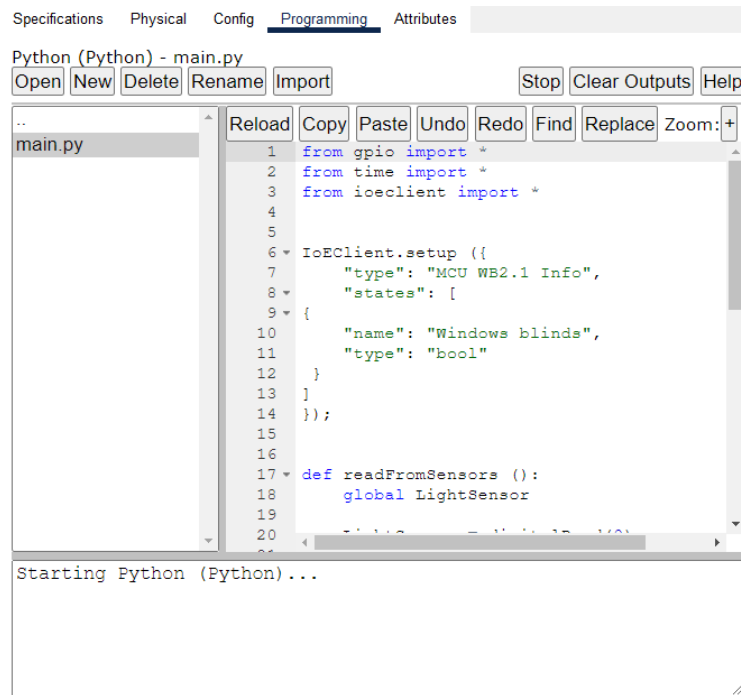 Specifications Physical Config Programming Attributes
Python (Python) - main.py
Open New Delete Rename Import Stop Clear Outputs Help
..
main.py
Reload Copy Paste Undo Redo Find Replace Zoom: +
1 from gpio import *
2 from time import *
3 from ioeclient import *
4
5
6 IoEClient.setup ({
7     "type": "MCU WB2.1 Info",
8     "states": [
9 {
10     "name": "Windows blinds",
11     "type": "bool"
12  }
13 ]
14 });
15
16
17 def readFromSensors ():
18     global LightSensor
19
20
Starting Python (Python)...